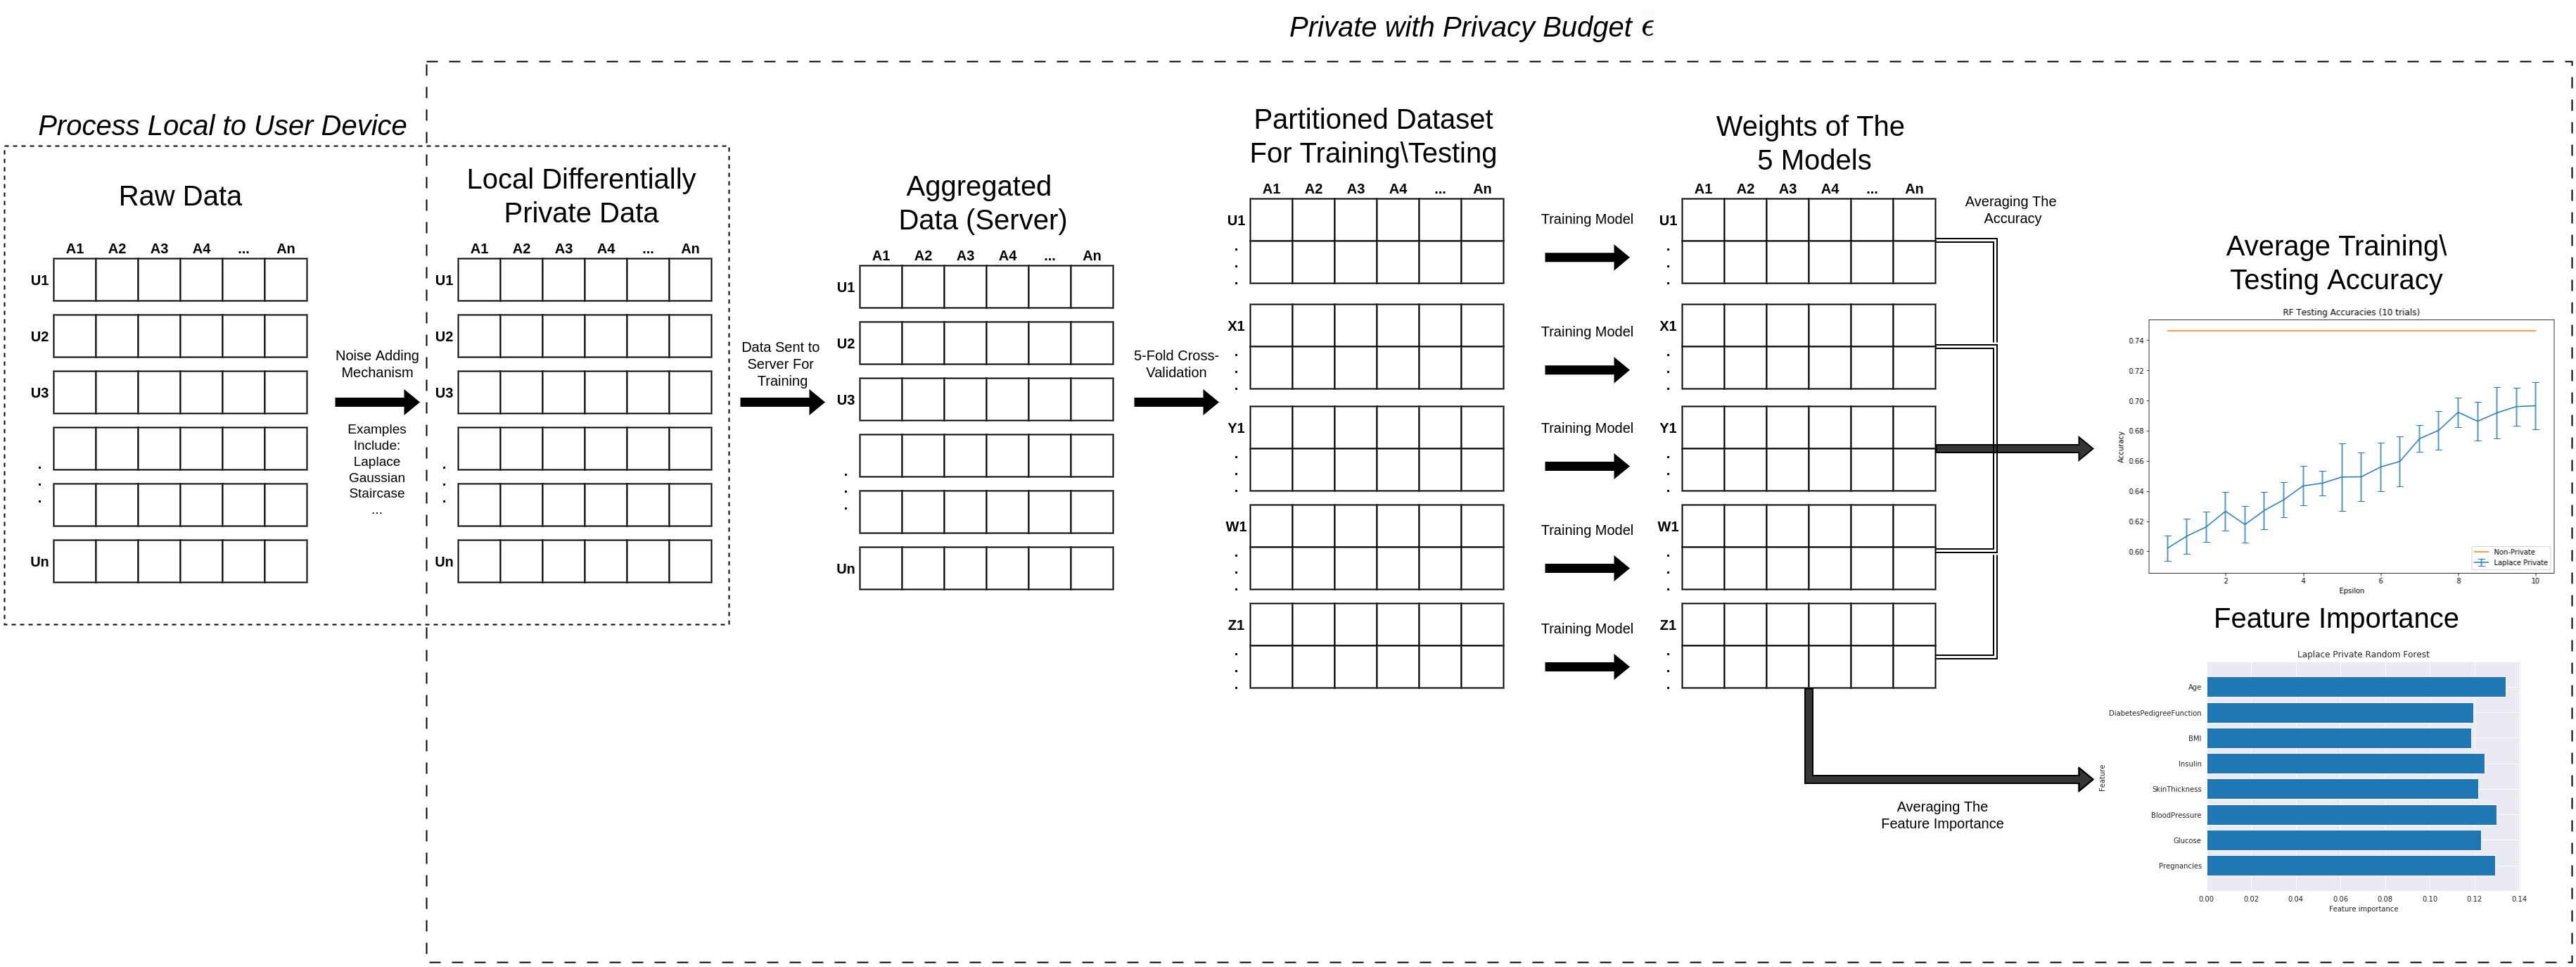 Private with Privacy Budget ϵ
Process Local to User Device
Raw Data
A1 A2 A3 A4 ... An
U1
U2
U3
.
.
.
Un
Noise Adding
Mechanism
Examples
Include:
Laplace
Gaussian
Staircase
...
Local Differentially
Private Data
A1 A2 A3 A4 ... An
U1
U2
U3
.
.
.
Un
Data Sent to
Server For
Training
Aggregated
Data (Server)
A1 A2 A3 A4 ... An
U1
U2
U3
.
.
.
Un
5-Fold Cross-
Validation
Partitioned Dataset
For Training\Testing
A1 A2 A3 A4 ... An
U1
.
.
.
X1
.
.
.
Y1
.
.
.
W1
.
.
.
Z1
.
.
.
Training Model
Training Model
Training Model
Training Model
Training Model
Weights of The
5 Models
A1 A2 A3 A4 ... An
U1
.
.
.
X1
.
.
.
Y1
.
.
.
W1
.
.
.
Z1
.
.
.
Averaging The
Accuracy
Averaging The
Feature Importance
Average Training\
Testing Accuracy
RF Testing Accuracies (10 trials)
Accuracy
0.74
0.72
0.70
0.68
0.66
0.64
0.62
0.60
Non-Private
Laplace Private
2 4 6 8 10
Epsilon
Feature Importance
Laplace Private Random Forest
Feature
Age
DiabetesPedigreeFunction
BMI
Insulin
SkinThickness
BloodPressure
Glucose
Pregnancies
0.00 0.02 0.04 0.06 0.08 0.10 0.12 0.14
Feature importance